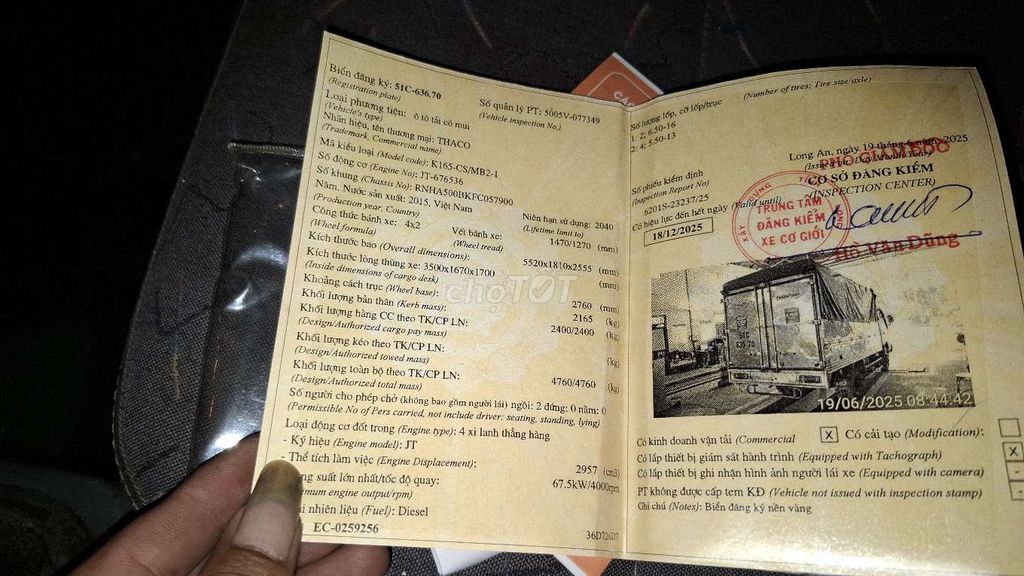 Biển đăng ký: 51C-636.70
(Registration plate)
Số quản lý PT: 5005V-077349
(Vehicle inspection No.)
Loại phương tiện: ô tô tải có mui
(Vehicle's type)
Nhãn hiệu, tên thương mại: THACO
(Trademark, Commercial name)
Mã kiểu loại (Model code): K165-CS/MB2-1
Số động cơ (Engine No): JT-676536
Số khung (Chassis No): RNHA500BKFC057900
Năm, Nước sản xuất: 2015, Việt Nam
(Production year, Country)
Niên hạn sử dụng: 2040
(Lifetime limit to)
Công thức bánh xe: 4x2
(Wheel formula)
Vết bánh xe: 1470/1270 (mm)
(Wheel tread)
Kích thước bao (Overall dimensions): 5520x1810x2555 (mm)
Kích thước lòng thùng xe: 3500x1670x1700 (mm)
(Inside dimensions of cargo desk)
Khoảng cách trục (Wheel base): 2760 (mm)
Khối lượng bản thân (Kerb mass): 2165 (kg)
Khối lượng hàng CC theo TK/CP LN: 2400/2400 (kg)
(Design/Authorized cargo pay mass)
Khối lượng kéo theo TK/CP LN: (kg)
(Design/Authorized towed mass)
Khối lượng toàn bộ theo TK/CP LN: 4760/4760 (kg)
(Design/Authorized total mass)
Số người cho phép chở (không bao gồm người lái) ngồi: 2 đứng: 0 nằm: 0
(Permissible No of Pers carried, not include driver: seating, standing, lying)
Loại động cơ đốt trong (Engine type): 4 xi lanh thẳng hàng
- Ký hiệu (Engine model): JT
- Thể tích làm việc (Engine Displacement): 2957 (cm3)
suất lớn nhất/tốc độ quay: 67.5kW/4000rpm
engine output/rpm)
nhiên liệu (Fuel): Diesel
EC-0259256
(Number of tires; Tire size/axle)
Số lượng lốp, cỡ lốp/trục
1: 2; 6.50-16
2: 4; 5.50-13
Long An, ngày 19 tháng 2025
PHÓ GIÁM ĐỐC
CƠ SỞ ĐĂNG KIỂM
(INSPECTION CENTER)
Số phiếu kiểm định
(Inspection Report No)
6201S-23237/25
Có hiệu lực đến hết ngày (Valid until)
18/12/2025
TRUNG TÂM
ĐĂNG KIỂM
XE CƠ GIỚI
Hồ Văn Dũng
19/06/2025 08:44:42
Có kinh doanh vận tải (Commercial X Có cải tạo (Modification):
Có lắp thiết bị giám sát hành trình (Equipped with Tachograph) X
Có lắp thiết bị ghi nhận hình ảnh người lái xe (Equipped with camera) -
PT không được cấp tem KĐ (Vehicle not issued with inspection stamp) -
Ghi chú (Notes): Biển đăng ký nền vàng
chợTỐT